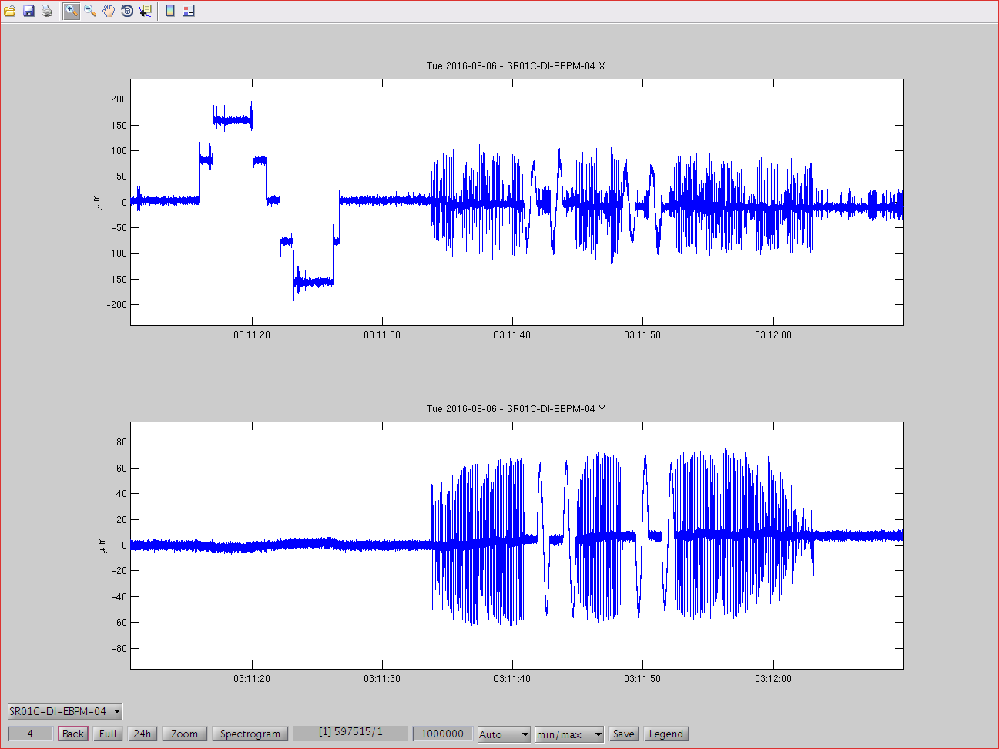 Tue 2016-09-06 - SR01C-DI-EBPM-04 X
200
150
100
50
0
-50
-100
-150
-200
μ m
03:11:20 03:11:30 03:11:40 03:11:50 03:12:00
Tue 2016-09-06 - SR01C-DI-EBPM-04 Y
80
60
40
20
0
-20
-40
-60
-80
μ m
03:11:20 03:11:30 03:11:40 03:11:50 03:12:00
SR01C-DI-EBPM-04
4 Back Full 24h Zoom Spectrogram [1] 597515/1 1000000 Auto min/max Save Legend